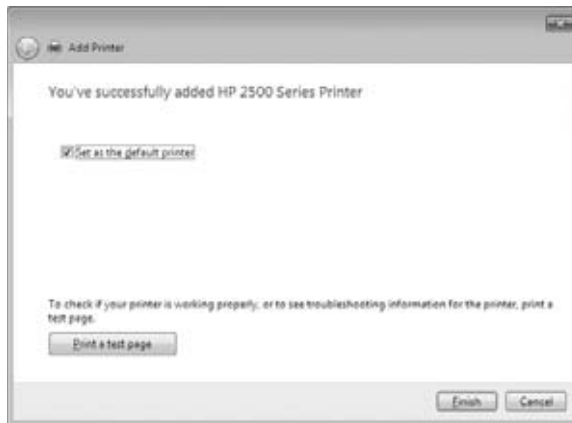 Add Printer
You've successfully added HP 2500 Series Printer
Set as the default printer
To check if your printer is working properly, or to see troubleshooting information for the printer, print a
test page.
Print a test page
Finish Cancel